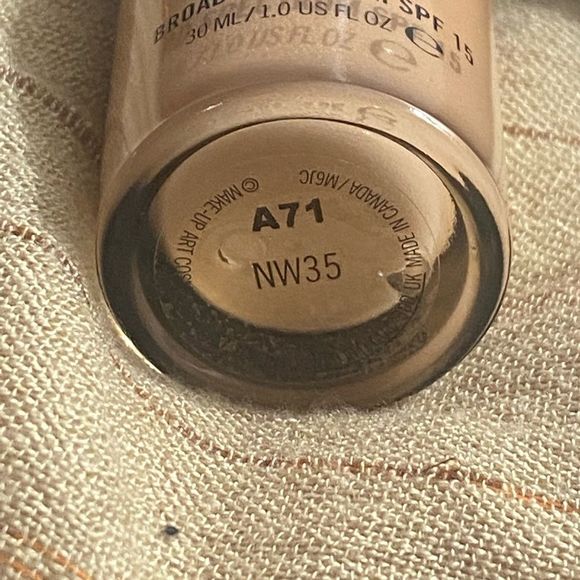 BROAD SPF 15
30 ML/1.0 US FL OZ e
A71
NW35
© MAKE-UP ART COS
UK MADE IN CANADA/M6JC